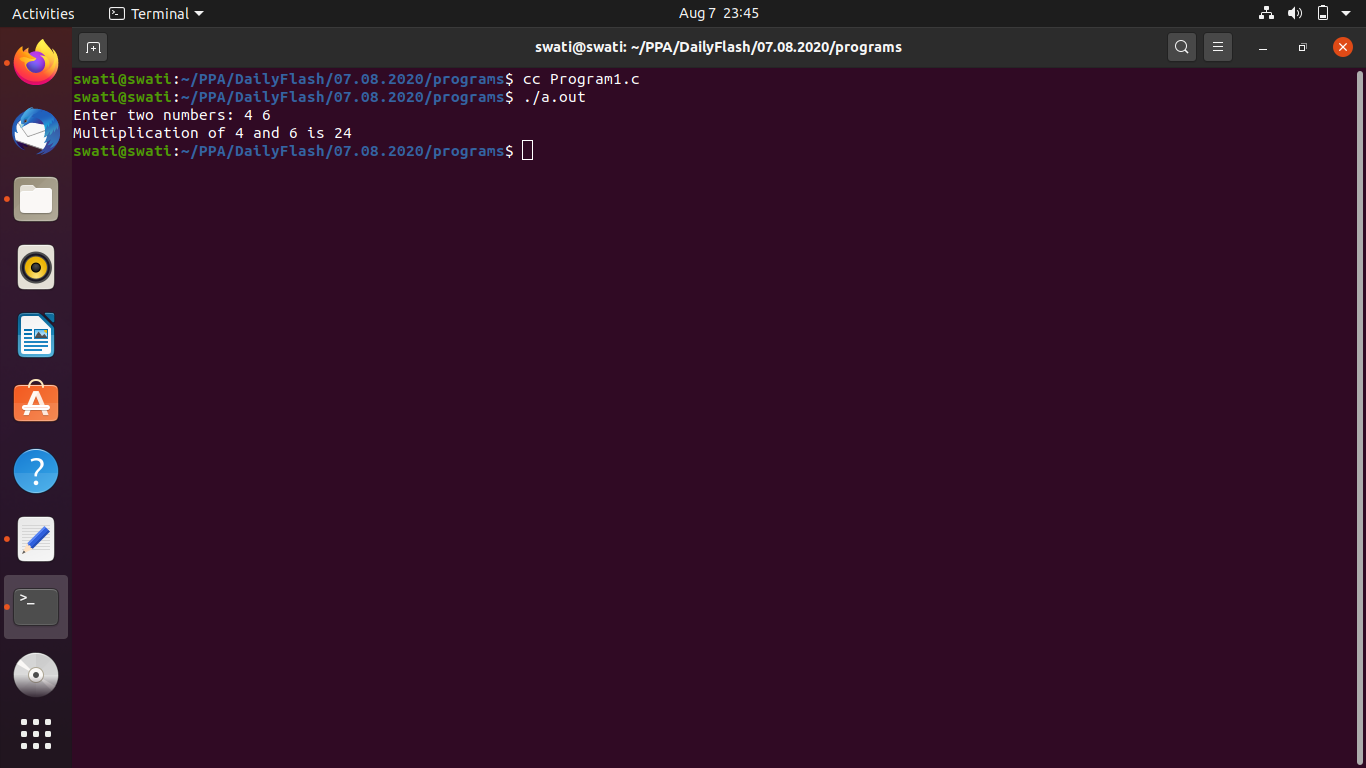 Activities
Terminal
Aug 7 23:45
swati@swati: ~/PPA/DailyFlash/07.08.2020/programs
swati@swati:~/PPA/DailyFlash/07.08.2020/programs$ cc Program1.c
swati@swati:~/PPA/DailyFlash/07.08.2020/programs$ ./a.out
Enter two numbers: 4 6
Multiplication of 4 and 6 is 24
swati@swati:~/PPA/DailyFlash/07.08.2020/programs$